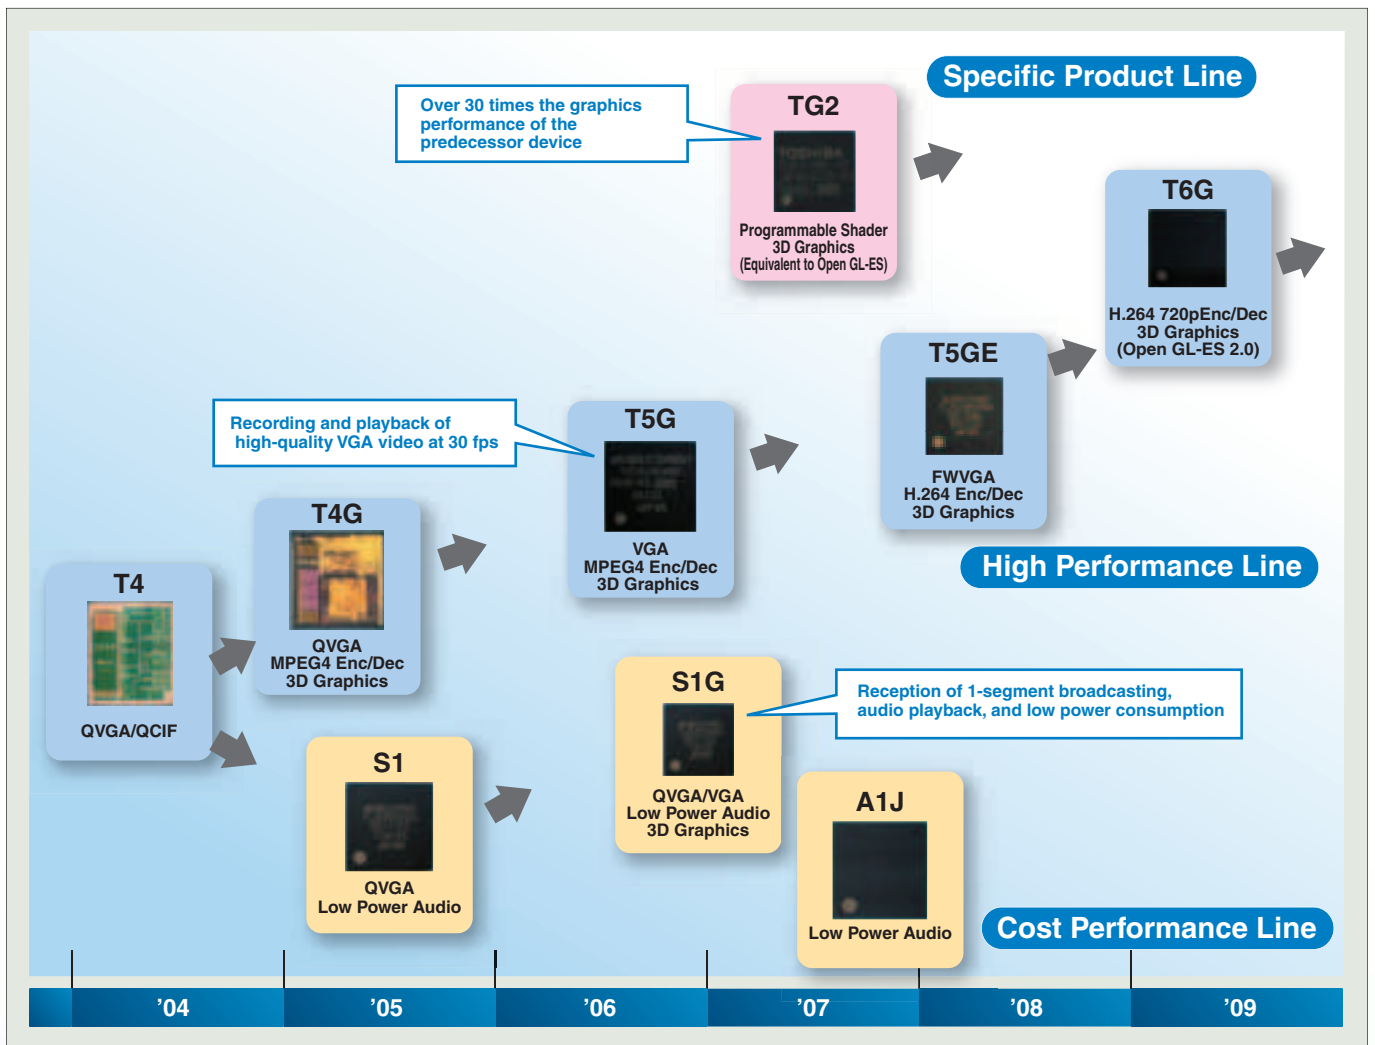 Specific Product Line
Over 30 times the graphics
performance of the
predecessor device
TG2
TOSHIBA
Programmable Shader
3D Graphics
(Equivalent to Open GL-ES)
T6G
H.264 720pEnc/Dec
3D Graphics
(Open GL-ES 2.0)
T5GE
FWVGA
H.264 Enc/Dec
3D Graphics
Recording and playback of
high-quality VGA video at 30 fps
T5G
VGA
MPEG4 Enc/Dec
3D Graphics
High Performance Line
T4G
QVGA
MPEG4 Enc/Dec
3D Graphics
T4
QVGA/QCIF
S1G
QVGA/VGA
Low Power Audio
3D Graphics
Reception of 1-segment broadcasting,
audio playback, and low power consumption
S1
QVGA
Low Power Audio
A1J
Low Power Audio
Cost Performance Line
’04
’05
’06
’07
’08
’09